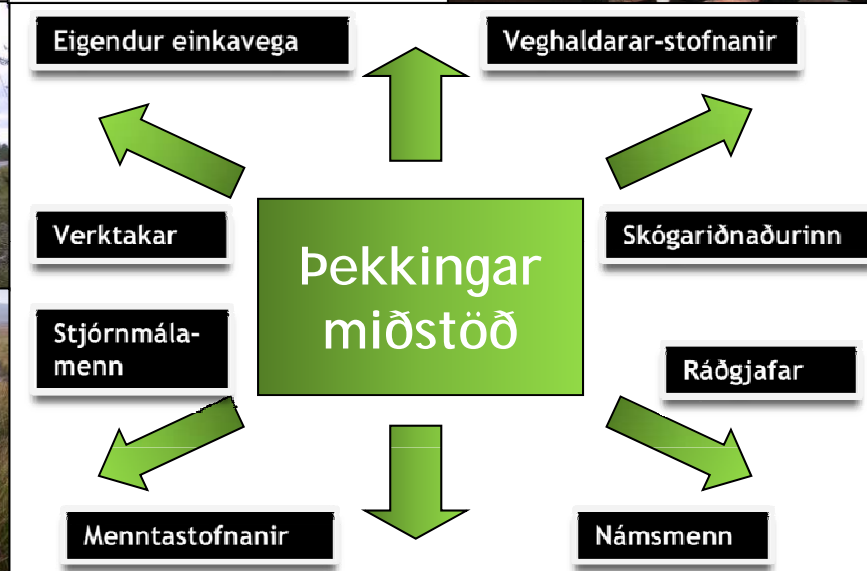 Eigendur einkavega
Veghaldarar-stofnanir
Verktakar
Þekkingar
miðstöð
Skógariðnaðurinn
Stjórnmála-
menn
Ráðgjafar
Menntastofnanir
Námsmenn